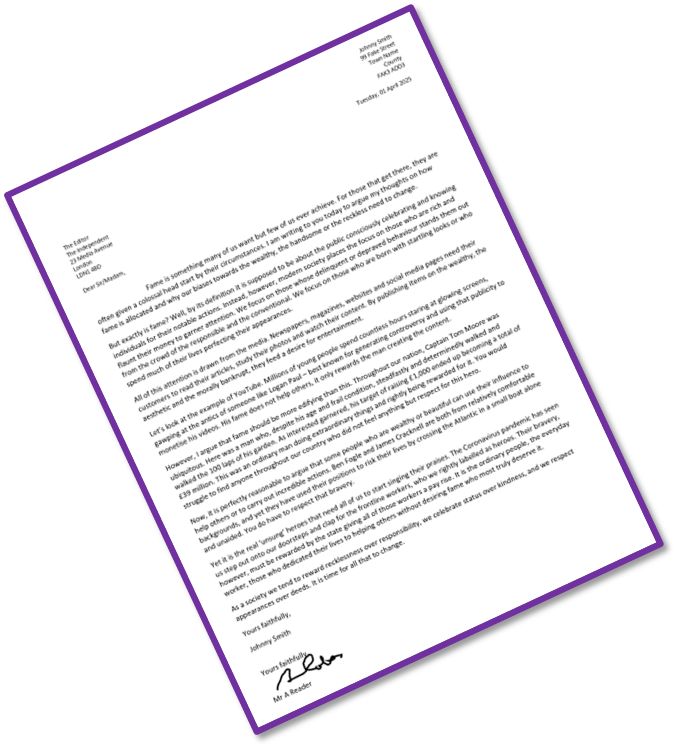 Johnny Smith
99 Fake Street
Town Name
County
FAK3 ADD3
Tuesday, 01 April 2025
The Editor
The Independent
23 Media Avenue
London
LDN1 4BD
Dear Sir/Madam,
Fame is something many of us want but few of us ever achieve. For those that get there, they are
often given a colossal head start by their circumstances. I am writing to you today to argue my thoughts on how
fame is allocated and why our biases towards the wealthy, the handsome or the reckless need to change.
But exactly is fame? Well, by its definition it is supposed to be about the public consciously celebrating and knowing
individuals for their notable actions. Instead, however, modern society places the focus on those who are rich and
flaunt their money to garner attention. We focus on those whose delinquent or depraved behaviour stands them out
from the crowd of the responsible and the conventional. We focus on those who are born with startling looks or who
spend much of their lives perfecting their appearances.
All of this attention is drawn from the media. Newspapers, magazines, websites and social media pages need their
customers to read their articles, study their photos and watch their content. By publishing items on the wealthy, the
aesthetic and the morally bankrupt, they feed a desire for entertainment.
Let's look at the example of YouTube. Millions of young people spend countless hours staring at glowing screens,
gawping at the antics of someone like Logan Paul – best known for generating controversy and using that publicity to
monetise his videos. His fame does not help others, it only rewards the man creating the content.
However, I argue that fame should be more edifying than this. Throughout our nation, Captain Tom Moore was
ubiquitous. Here was a man who, despite his age and frail condition, steadfastly and determinedly walked and
walked the 100 laps of his garden. As interested garnered, his target of raising £1,000 ended up becoming a total of
£39 million. This was an ordinary man doing extraordinary things and rightly being rewarded for it. You would
struggle to find anyone throughout our country who did not feel anything but respect for this hero.
Now, it is perfectly reasonable to argue that some people who are wealthy or beautiful can use their influence to
help others or to carry out incredible actions. Ben Fogle and James Cracknell are both from relatively comfortable
backgrounds, and yet they have used their positions to risk their lives by crossing the Atlantic in a small boat alone
and unaided. You do have to respect that bravery.
Yet it is the real 'unsung' heroes that need all of us to start singing their praises. The Coronavirus pandemic has seen
us step out onto our doorsteps and clap for the frontline workers, who we rightly labelled as heroes. Their bravery,
however, must be rewarded by the state giving all of those workers a pay rise. It is the ordinary people, the everyday
worker, those who dedicated their lives to helping others without desiring fame who most truly deserve it.
As a society we tend to reward recklessness over responsibility, we celebrate status over kindness, and we respect
appearances over deeds. It is time for all that to change.
Yours faithfully,
Johnny Smith
Yours faithfully,
Mr A Reader